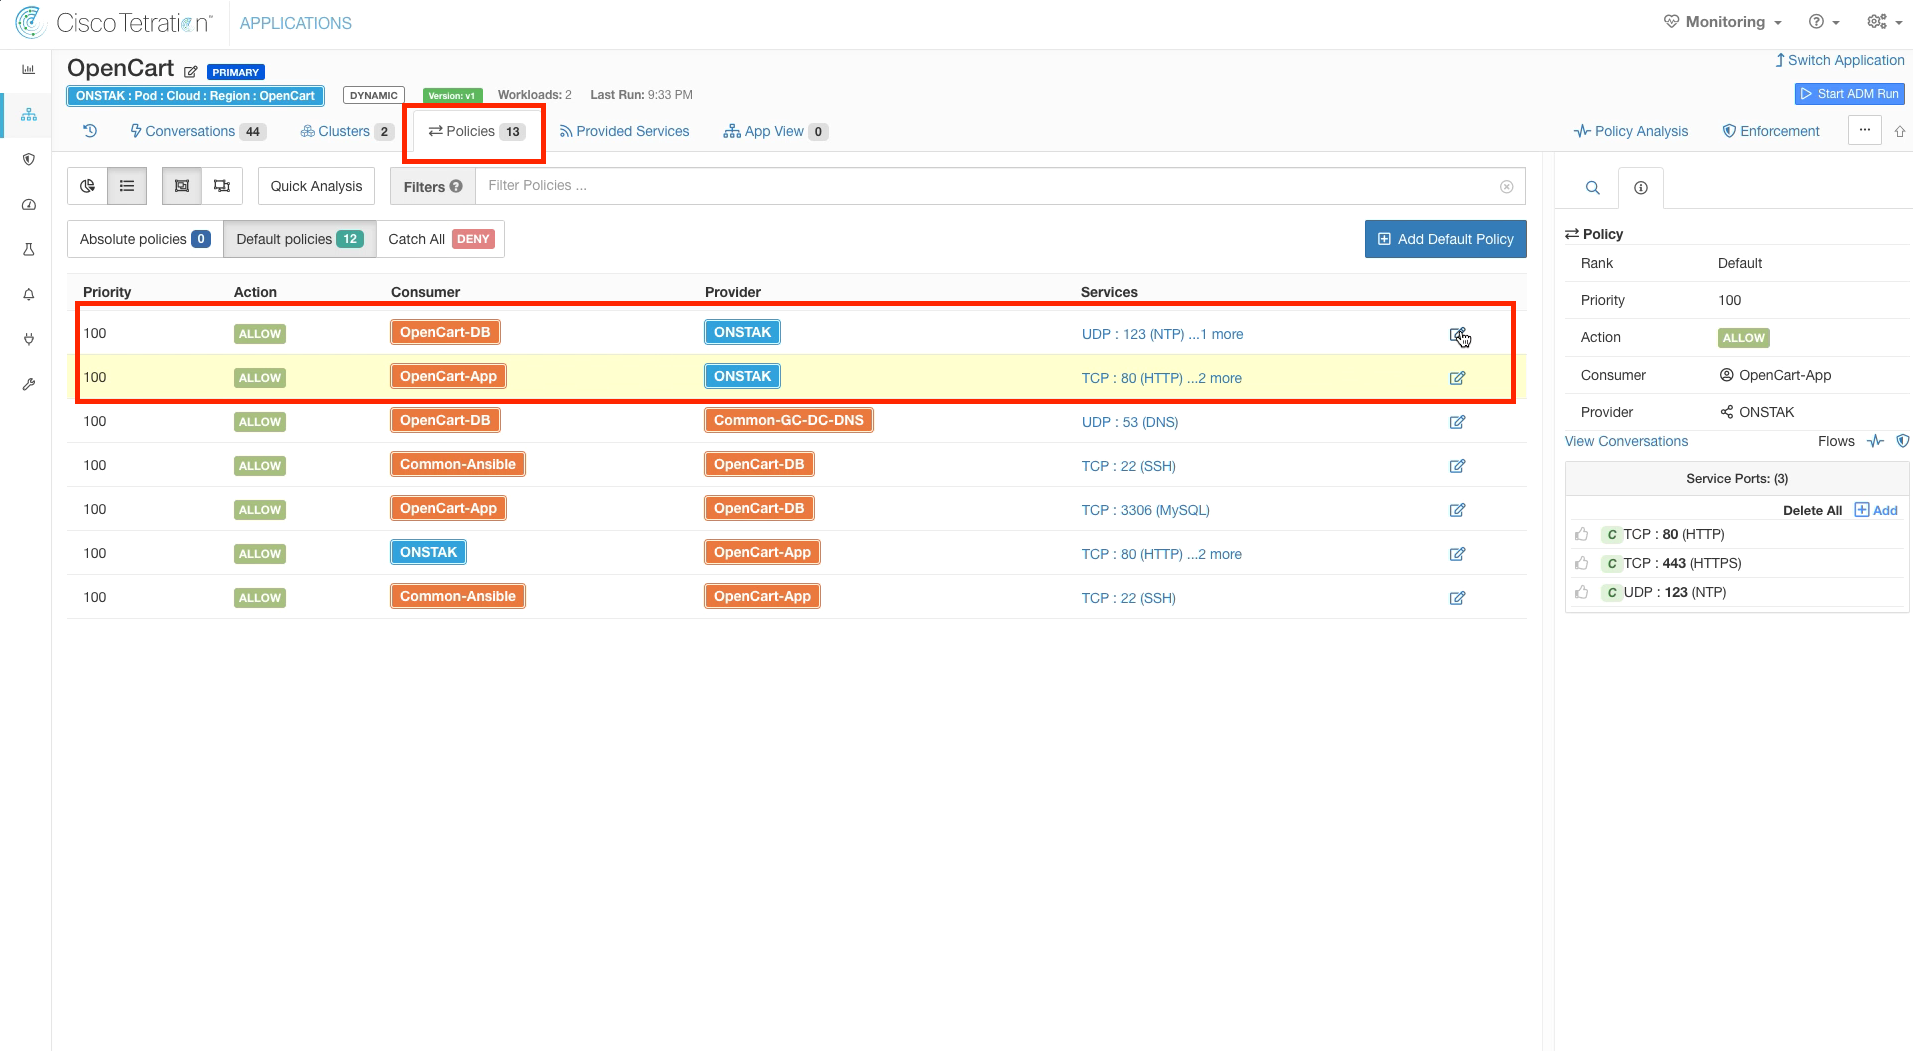 Cisco Tetration™ APPLICATIONS Monitoring
OpenCart PRIMARY Switch Application
ONSTAK : Pod : Cloud : Region : OpenCart DYNAMIC Version: v1 Workloads: 2 Last Run: 9:33 PM Start ADM Run
Conversations 44 Clusters 2 Policies 13 Provided Services App View 0 Policy Analysis Enforcement ...
Quick Analysis Filters ? Filter Policies ...
Absolute policies 0 Default policies 12 Catch All DENY Add Default Policy
Priority Action Consumer Provider Services
100 ALLOW OpenCart-DB ONSTAK UDP : 123 (NTP) ...1 more
100 ALLOW OpenCart-App ONSTAK TCP : 80 (HTTP) ...2 more
100 ALLOW OpenCart-DB Common-GC-DC-DNS UDP : 53 (DNS)
100 ALLOW Common-Ansible OpenCart-DB TCP : 22 (SSH)
100 ALLOW OpenCart-App OpenCart-DB TCP : 3306 (MySQL)
100 ALLOW ONSTAK OpenCart-App TCP : 80 (HTTP) ...2 more
100 ALLOW Common-Ansible OpenCart-App TCP : 22 (SSH)
Policy
Rank Default
Priority 100
Action ALLOW
Consumer OpenCart-App
Provider ONSTAK
View Conversations Flows
Service Ports: (3)
Delete All Add
C TCP : 80 (HTTP)
C TCP : 443 (HTTPS)
C UDP : 123 (NTP)